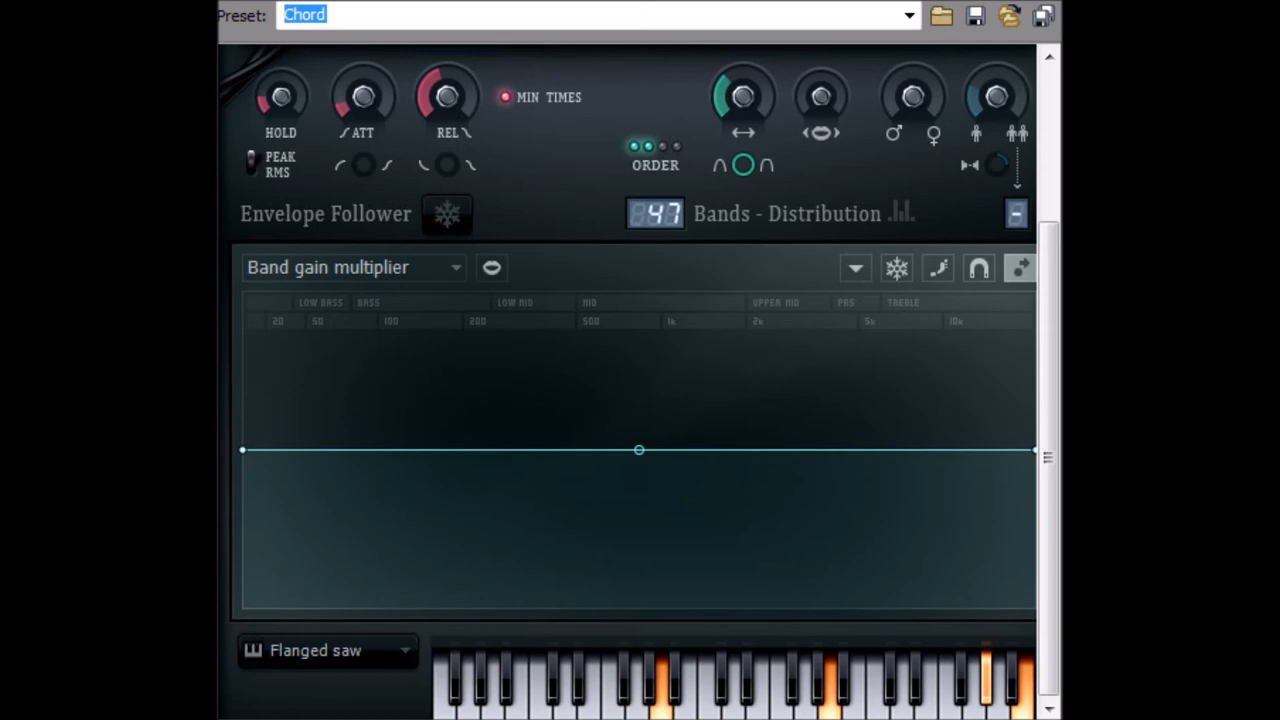 Preset: Chord
MIN TIMES
HOLD ATT REL
PEAK
RMS
ORDER
Envelope Follower
47 Bands - Distribution -
Band gain multiplier
LOW BASS BASS LOW MID MID UPPER MID PRS TREBLE
20 50 100 200 500 1k 2k 5k 10k
Flanged saw